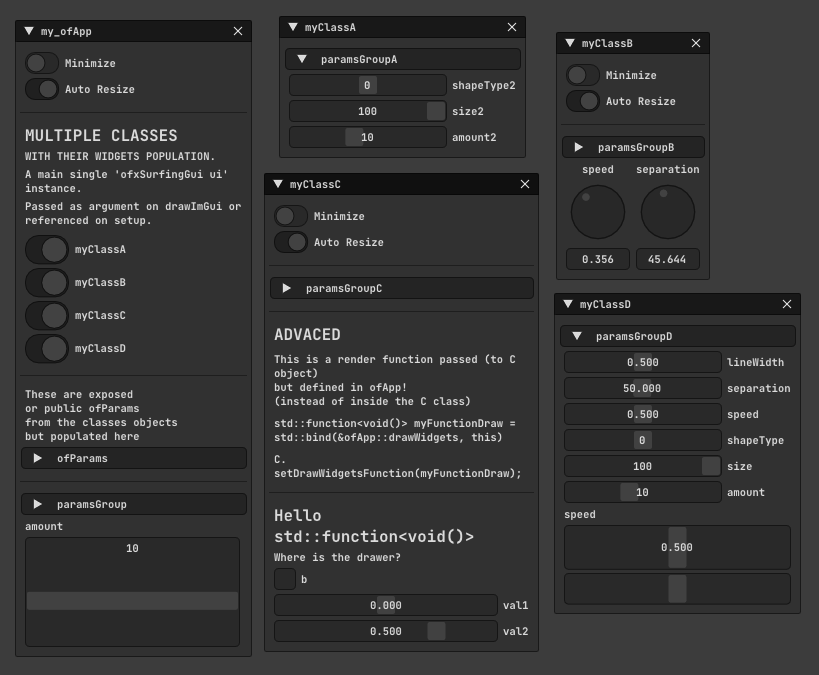 my_ofApp
Minimize
Auto Resize
MULTIPLE CLASSES
WITH THEIR WIDGETS POPULATION.
A main single 'ofxSurfingGui ui'
instance.
Passed as argument on drawImGui or
referenced on setup.
myClassA
myClassB
myClassC
myClassD
These are exposed
or public ofParams
from the classes objects
but populated here
ofParams
paramsGroup
amount
10
myClassA
paramsGroupA
0 shapeType2
100 size2
10 amount2
myClassC
Minimize
Auto Resize
paramsGroupC
ADVACED
This is a render function passed (to C
object)
but defined in ofApp!
(instead of inside the C class)
std::function<void()> myFunctionDraw =
std::bind(&ofApp::drawWidgets, this)
C.
setDrawWidgetsFunction(myFunctionDraw);
Hello
std::function<void()>
Where is the drawer?
b
0.000 val1
0.500 val2
myClassB
Minimize
Auto Resize
paramsGroupB
speed separation
0.356 45.644
myClassD
paramsGroupD
0.500 lineWidth
50.000 separation
0.500 speed
0 shapeType
100 size
10 amount
speed
0.500